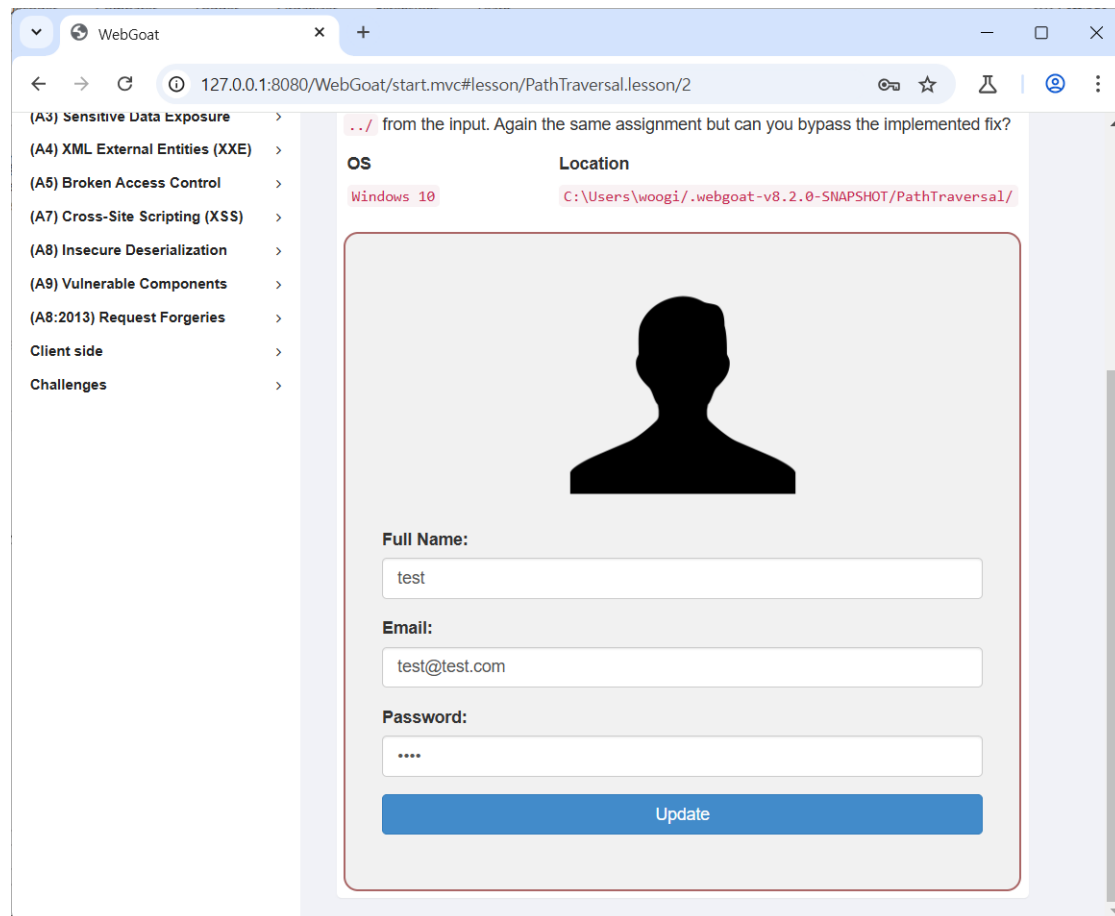 WebGoat
127.0.0.1:8080/WebGoat/start.mvc#lesson/PathTraversal.lesson/2
(A3) Sensitive Data Exposure
(A4) XML External Entities (XXE)
(A5) Broken Access Control
(A7) Cross-Site Scripting (XSS)
(A8) Insecure Deserialization
(A9) Vulnerable Components
(A8:2013) Request Forgeries
Client side
Challenges
../ from the input. Again the same assignment but can you bypass the implemented fix?
OS Location
Windows 10 C:\Users\woogi/.webgoat-v8.2.0-SNAPSHOT/PathTraversal/
Full Name:
test
Email:
test@test.com
Password:
••••
Update